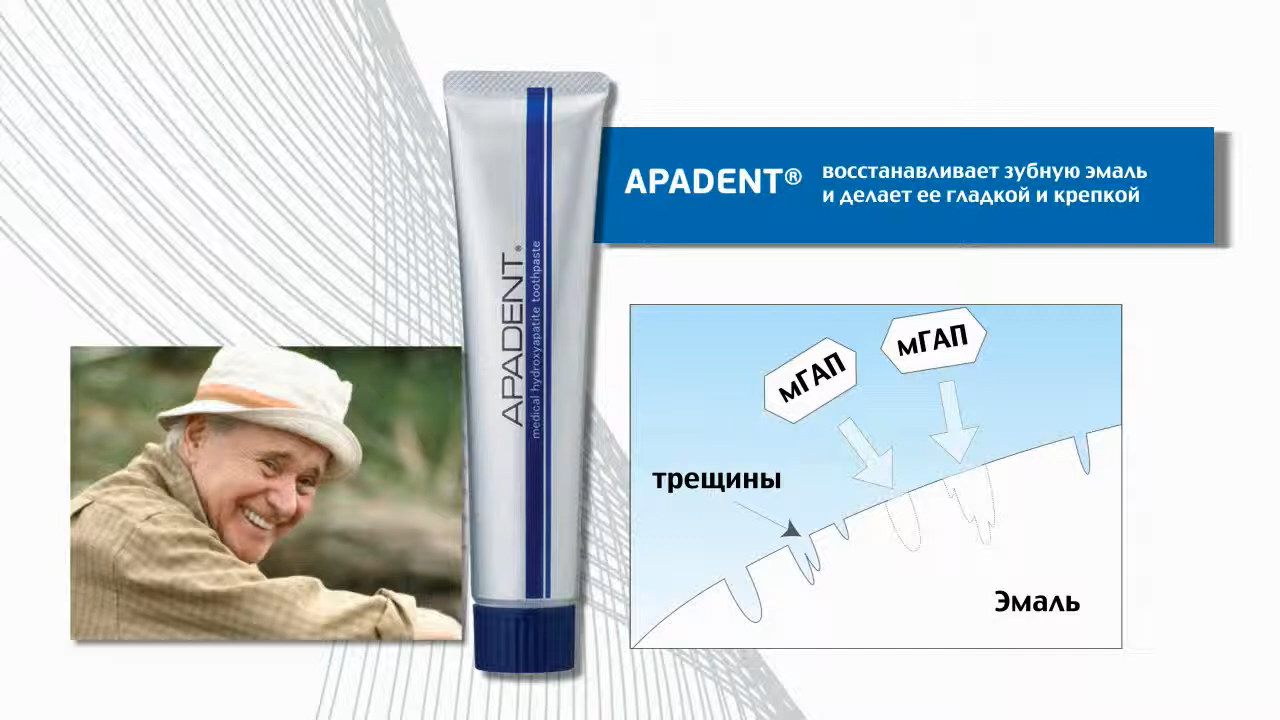 APADENT®
восстанавливает зубную эмаль
и делает ее гладкой и крепкой
APADENT®
medical hydroxyapatite toothpaste
мГАП
мГАП
трещины
Эмаль